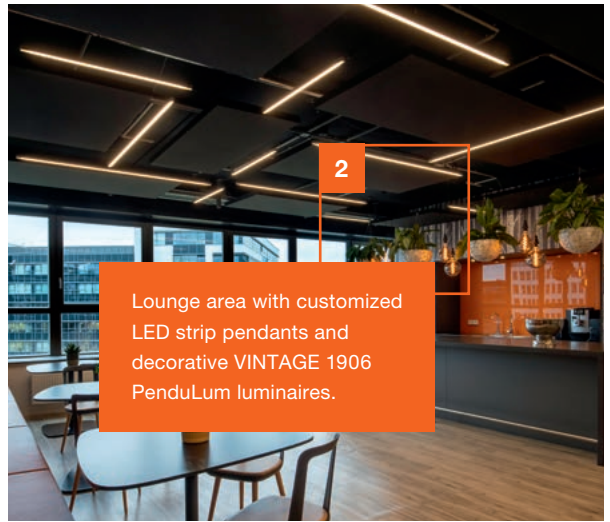 2
Lounge area with customized
LED strip pendants and
decorative VINTAGE 1906
PenduLum luminaires.